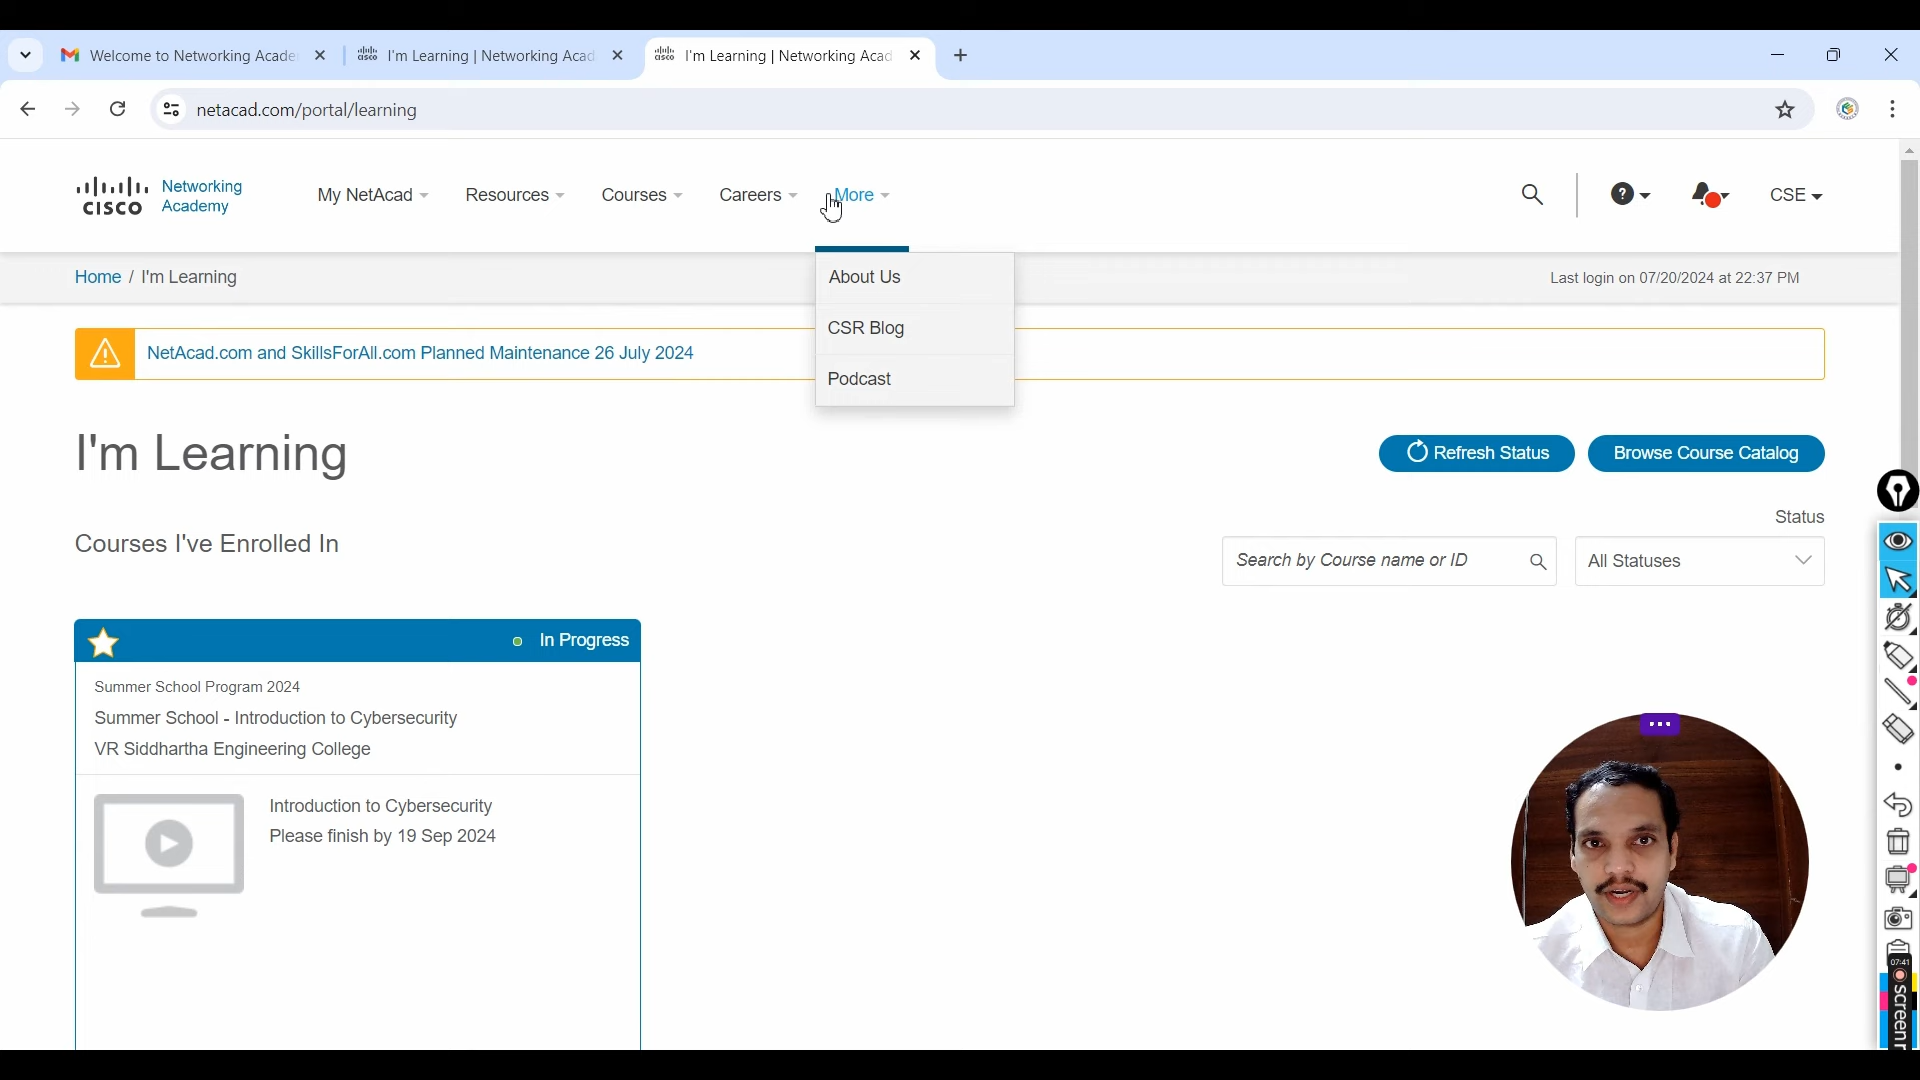 Welcome to Networking Acade
I'm Learning | Networking Acad
I'm Learning | Networking Acad
netacad.com/portal/learning
CISCO
Networking
Academy
My NetAcad
Resources
Courses
Careers
More
CSE
About Us
CSR Blog
Podcast
Home / I'm Learning
Last login on 07/20/2024 at 22:37 PM
NetAcad.com and SkillsForAll.com Planned Maintenance 26 July 2024
I'm Learning
Refresh Status
Browse Course Catalog
Courses I've Enrolled In
Status
Search by Course name or ID
All Statuses
In Progress
Summer School Program 2024
Summer School - Introduction to Cybersecurity
VR Siddhartha Engineering College
Introduction to Cybersecurity
Please finish by 19 Sep 2024
07:41
screenr